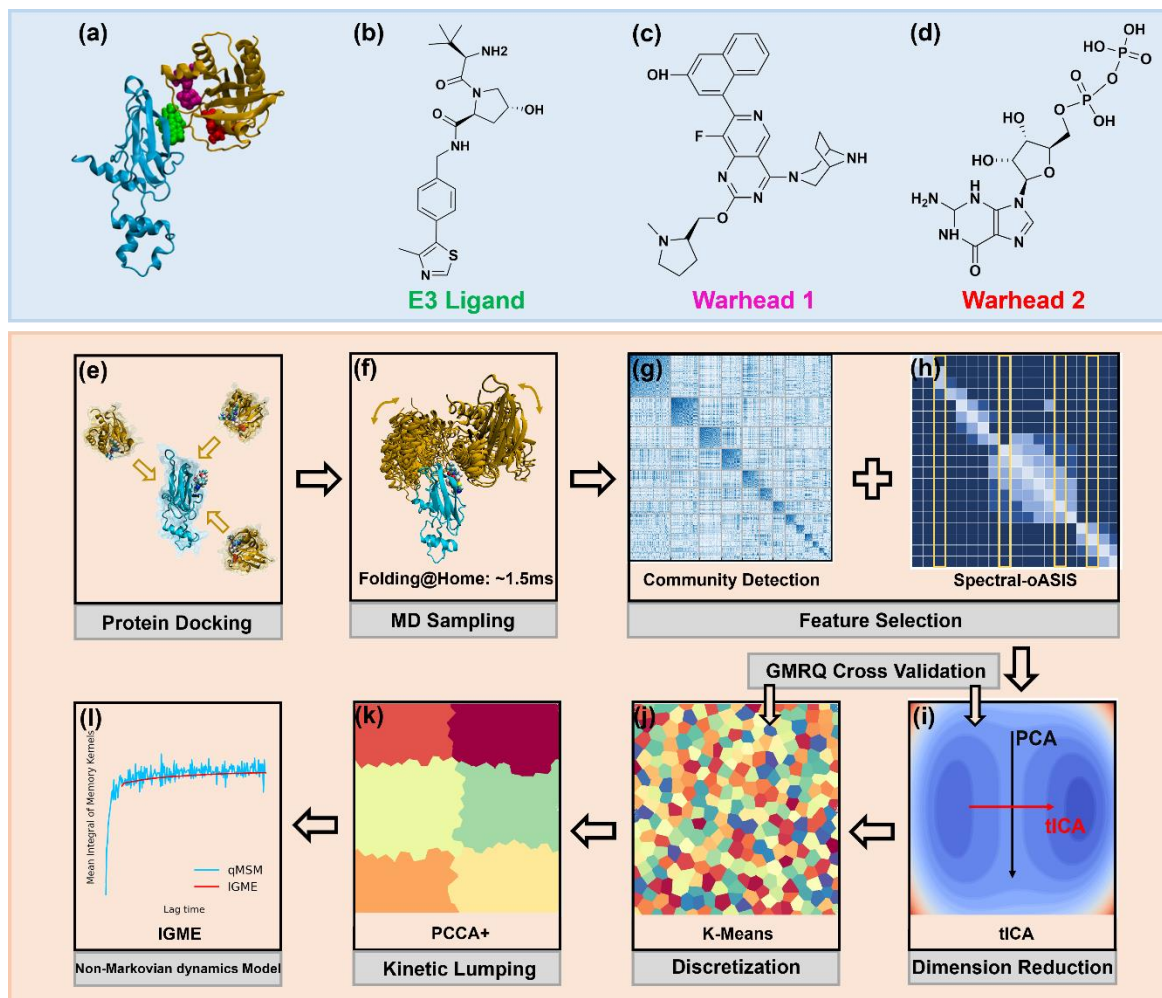 (a)
(b)
NH2
O
N
OH
O
NH
N
S
E3 Ligand
(c)
OH
N
F
N
N
N
NH
O
N
Warhead 1
(d)
OH
HO
P
O
O
O
P
OH
O
HO
HO
O
H2N
H
N
N
NH
N
O
Warhead 2
(e)
Protein Docking
(f)
Folding@Home: ~1.5ms
MD Sampling
(g)
Community Detection
(h)
Spectral-oASIS
Feature Selection
GMRQ Cross Validation
(l)
Mean Integral of Memory Kernels
qMSM
IGME
Lag time
IGME
Non-Markovian dynamics Model
(k)
PCCA+
Kinetic Lumping
(j)
K-Means
Discretization
(i)
PCA
tICA
tICA
Dimension Reduction